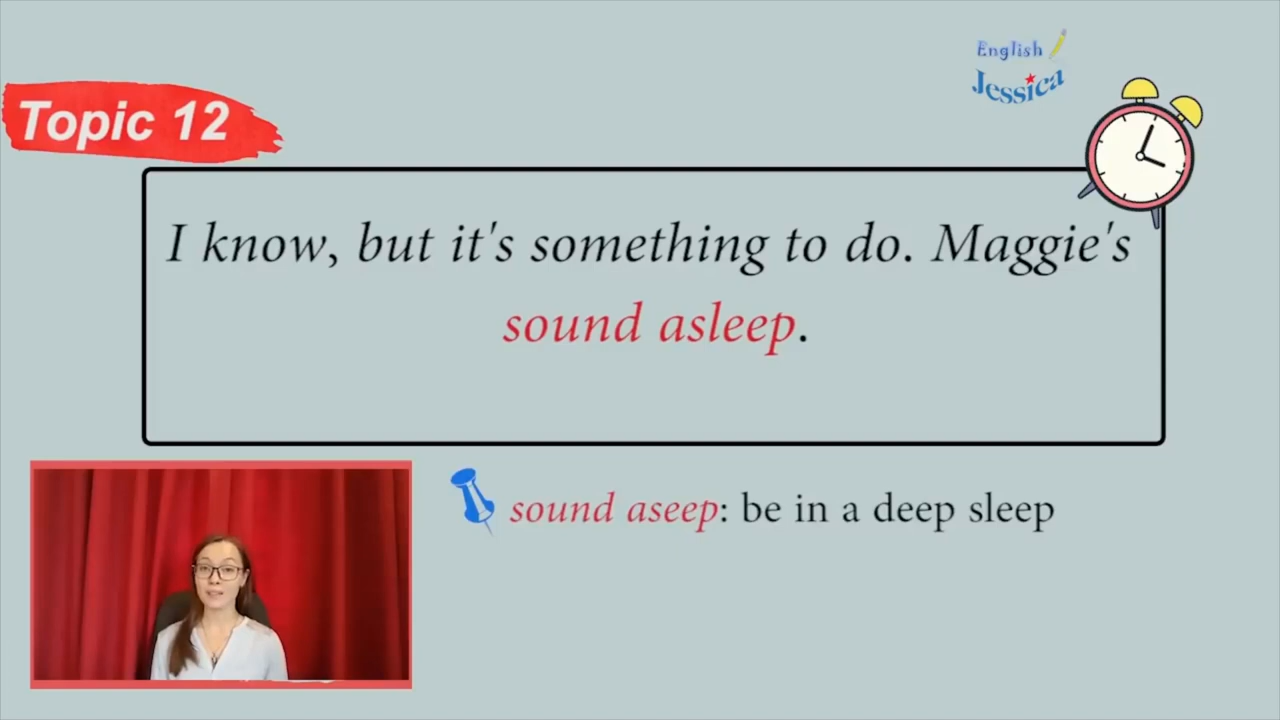 English
Jessica
Topic 12
I know, but it's something to do. Maggie's
sound asleep.
sound aseep: be in a deep sleep